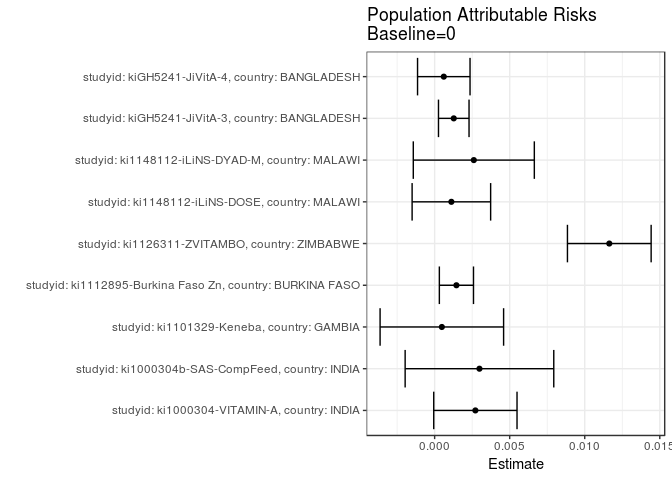 Population Attributable Risks
Baseline=0
studyid: kiGH5241-JiVitA-4, country: BANGLADESH
studyid: kiGH5241-JiVitA-3, country: BANGLADESH
studyid: ki1148112-iLiNS-DYAD-M, country: MALAWI
studyid: ki1148112-iLiNS-DOSE, country: MALAWI
studyid: ki1126311-ZVITAMBO, country: ZIMBABWE
studyid: ki1112895-Burkina Faso Zn, country: BURKINA FASO
studyid: ki1101329-Keneba, country: GAMBIA
studyid: ki1000304b-SAS-CompFeed, country: INDIA
studyid: ki1000304-VITAMIN-A, country: INDIA
0.000 0.005 0.010 0.015
Estimate